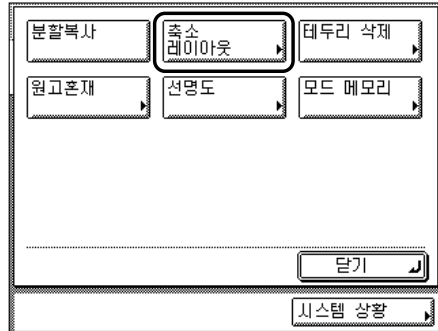 분할복사
축소
레이아웃
테두리 삭제
원고혼재
선명도
모드 메모리
닫기
시스템 상황